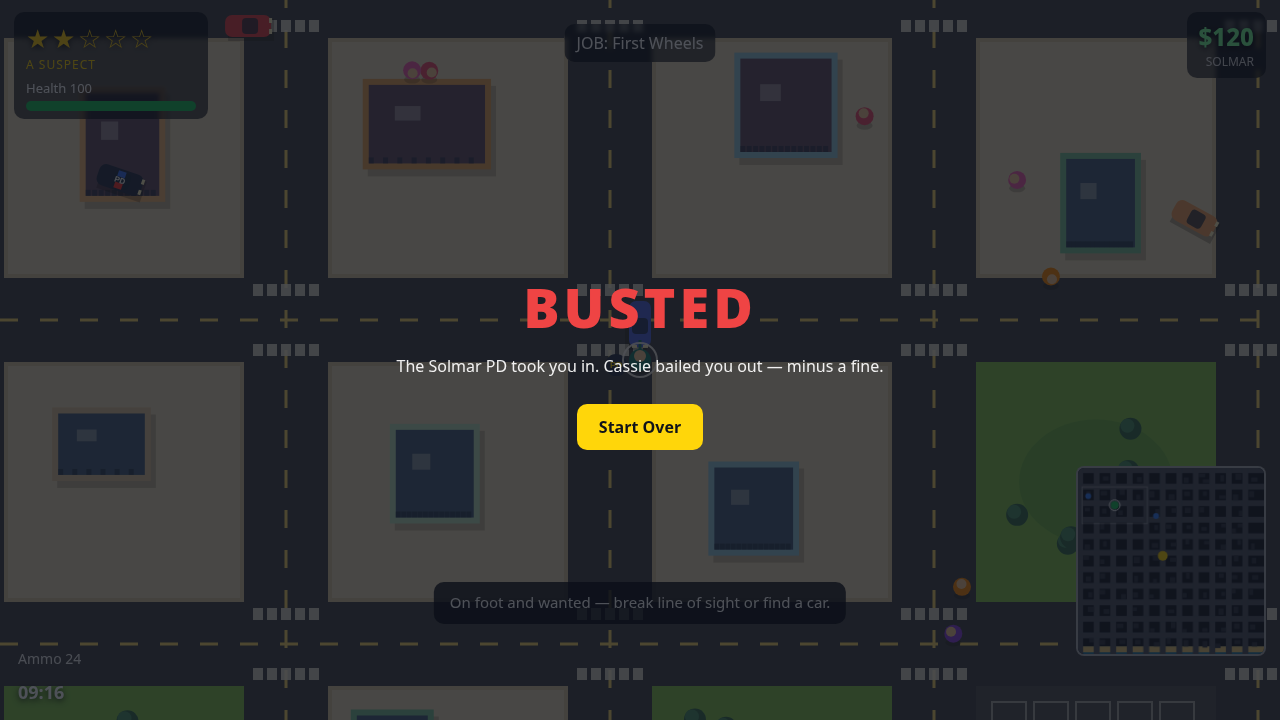 ★★☆☆☆
A SUSPECT
Health 100
JOB: First Wheels
$120
SOLMAR
PD
BUSTED
The Solmar PD took you in. Cassie bailed you out — minus a fine.
Start Over
On foot and wanted — break line of sight or find a car.
Ammo 24
09:16